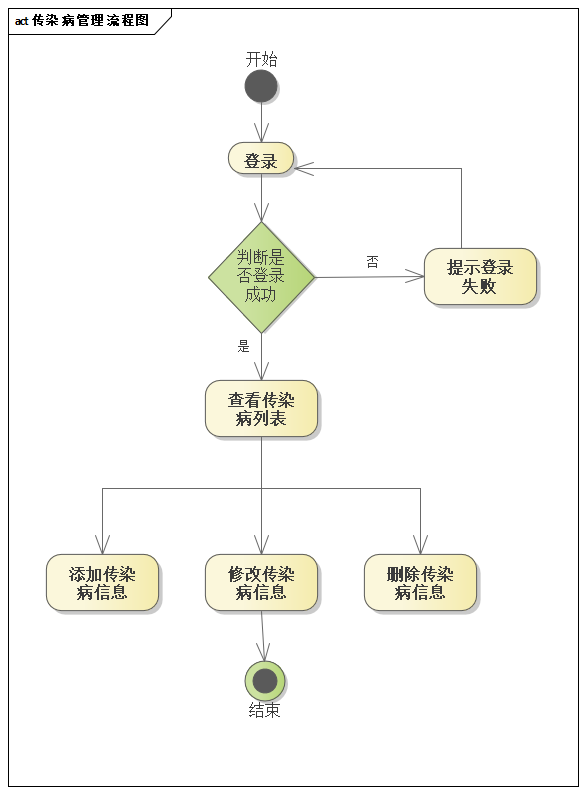 act 传染病管理流程图
开始
登录
判断是
否登录
成功
否
提示登录
失败
是
查看传染
病列表
添加传染
病信息
修改传染
病信息
删除传染
病信息
结束